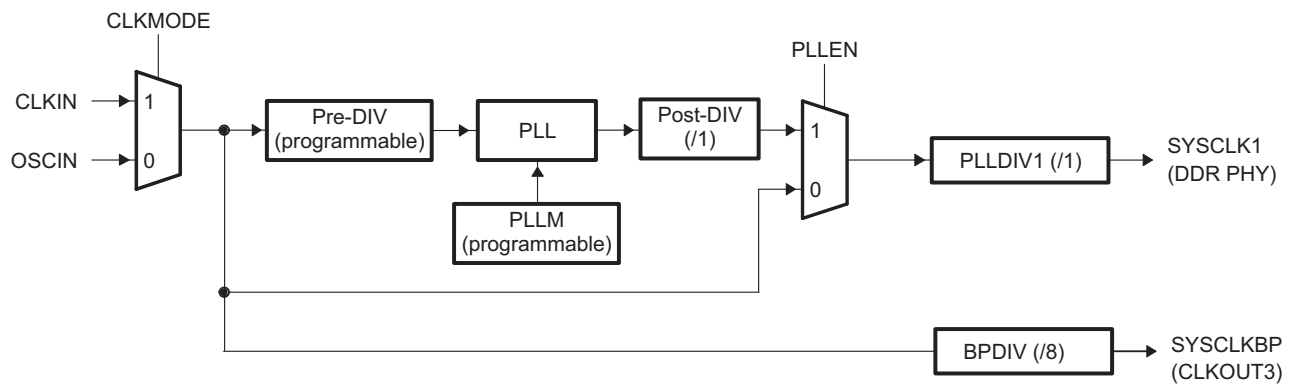 CLKMODE
PLLEN
CLKIN
1
OSCIN
0
Pre-DIV
(programmable)
PLL
Post-DIV
(/1)
1
0
PLLDIV1 (/1)
SYSCLK1
(DDR PHY)
PLLM
(programmable)
BPDIV (/8)
SYSCLKBP
(CLKOUT3)